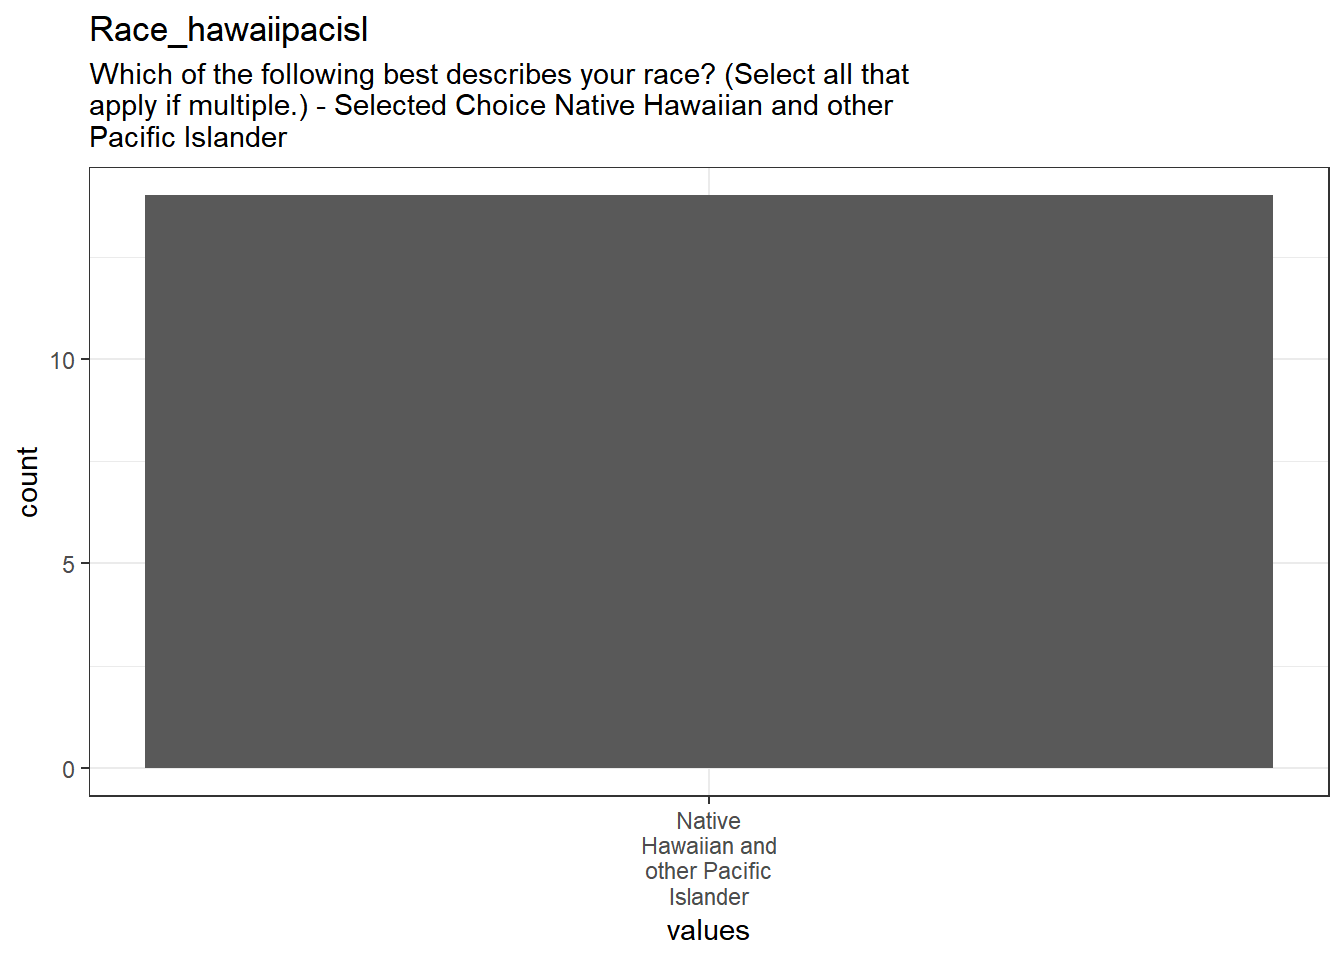 Race_hawaiipacisl
Which of the following best describes your race? (Select all that
apply if multiple.) - Selected Choice Native Hawaiian and other
Pacific Islander
10
5
0
count
Native
Hawaiian and
other Pacific
Islander
values